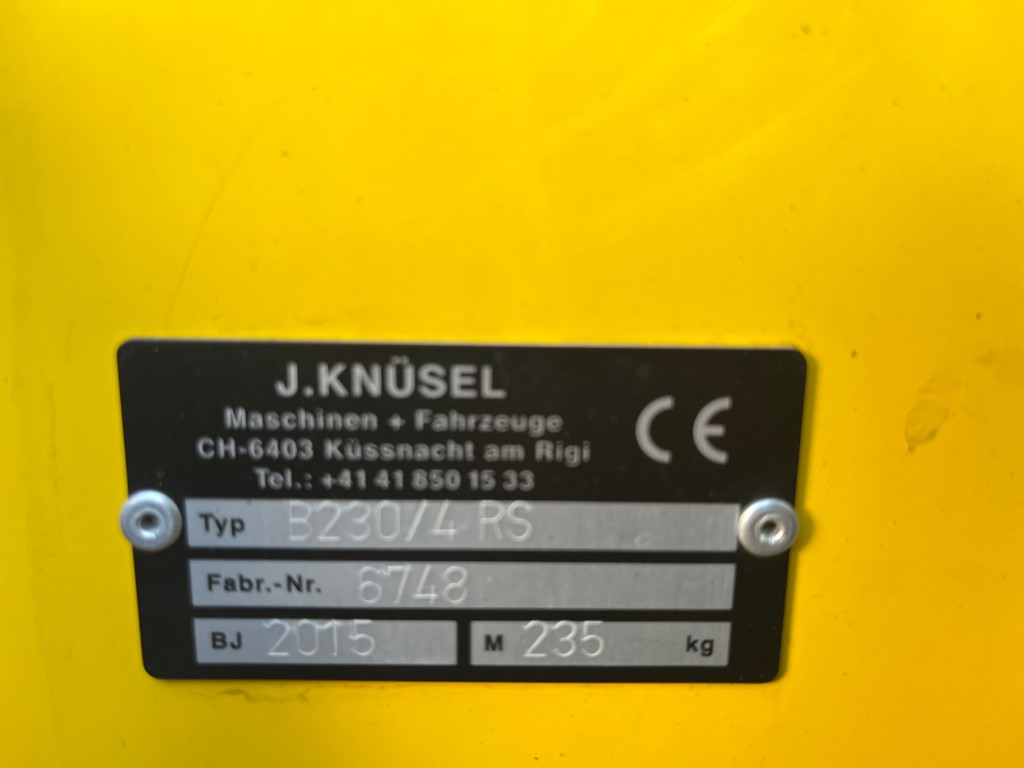 J.KNÜSEL
Maschinen + Fahrzeuge
CH-6403 Küssnacht am Rigi
Tel.: +41 41 850 15 33
CE
Typ B230/4 RS
Fabr.-Nr. 6748
BJ 2015 M 235 kg